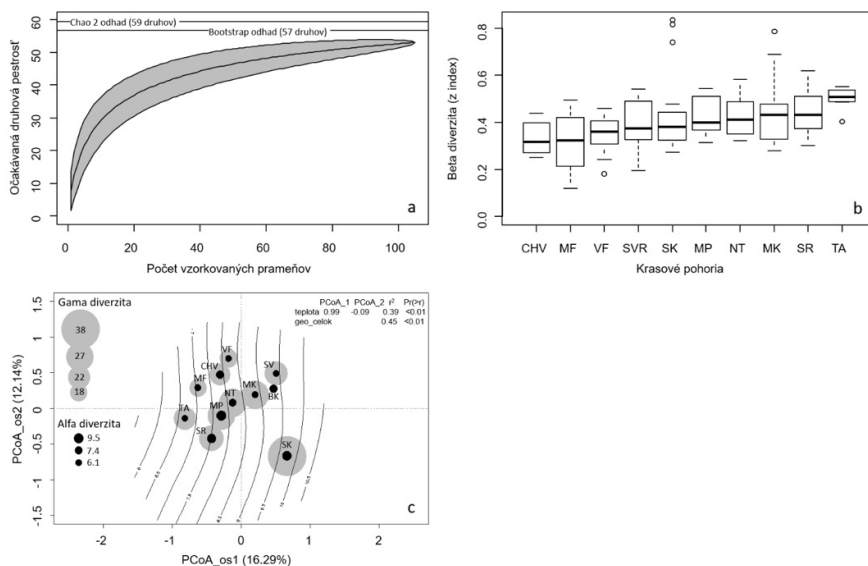 Chao 2 odhad (59 druhov)
Bootstrap odhad (57 druhov)
Očakávaná druhová pestrosť
0 10 20 30 40 50 60
0 20 40 60 80 100
Počet vzorkovaných prameňov
a
Beta diverzita (z index)
0.0 0.2 0.4 0.6 0.8
CHV MF VF SVR SK MP NT MK SR TA
Krasové pohoria
b
Gama diverzita
38
27
22
18
Alfa diverzita
9.5
7.4
6.1
PCoA_1 PCoA_2 r² Pr(>r)
teplota 0.99 -0.09 0.39 <0.01
geo_celok 0.45 <0.01
VF
CHV
SV
MF
MK
BK
NT
TA
MP
SR
SK
PCoA_os2 (12.14%)
-1.5 -1 -0.5 0 0.5 1 1.5
-2 -1 0 1 2
PCoA_os1 (16.29%)
c